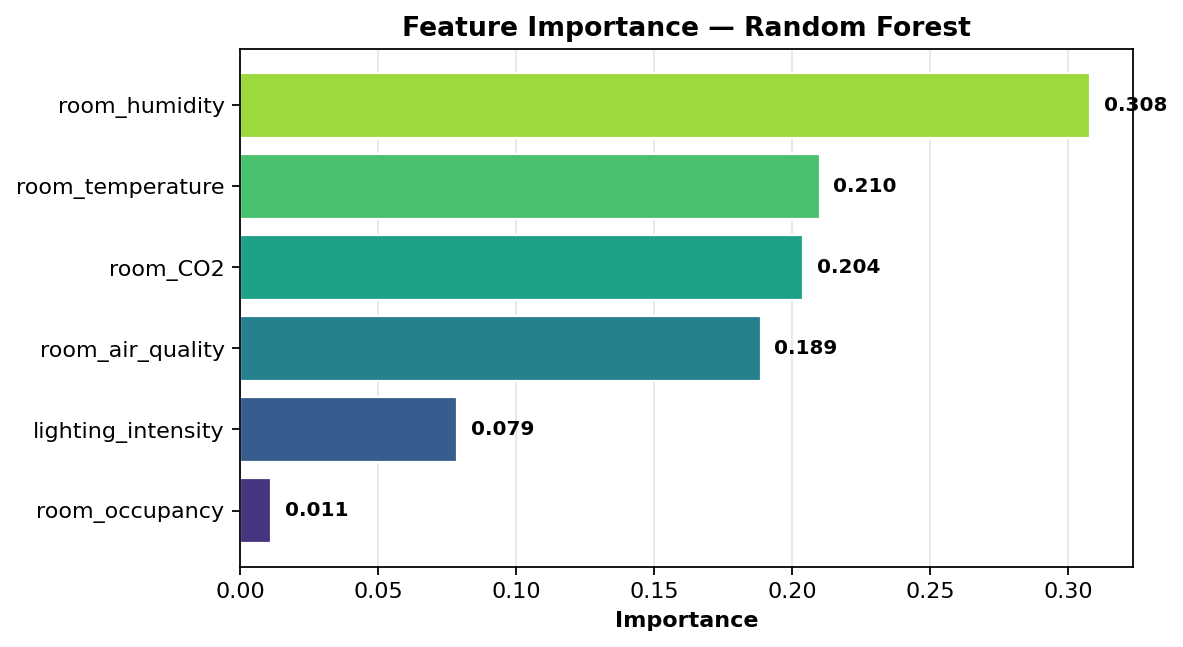 Feature Importance — Random Forest
room_humidity
0.308
room_temperature
0.210
room_CO2
0.204
room_air_quality
0.189
lighting_intensity
0.079
room_occupancy
0.011
0.00 0.05 0.10 0.15 0.20 0.25 0.30
Importance